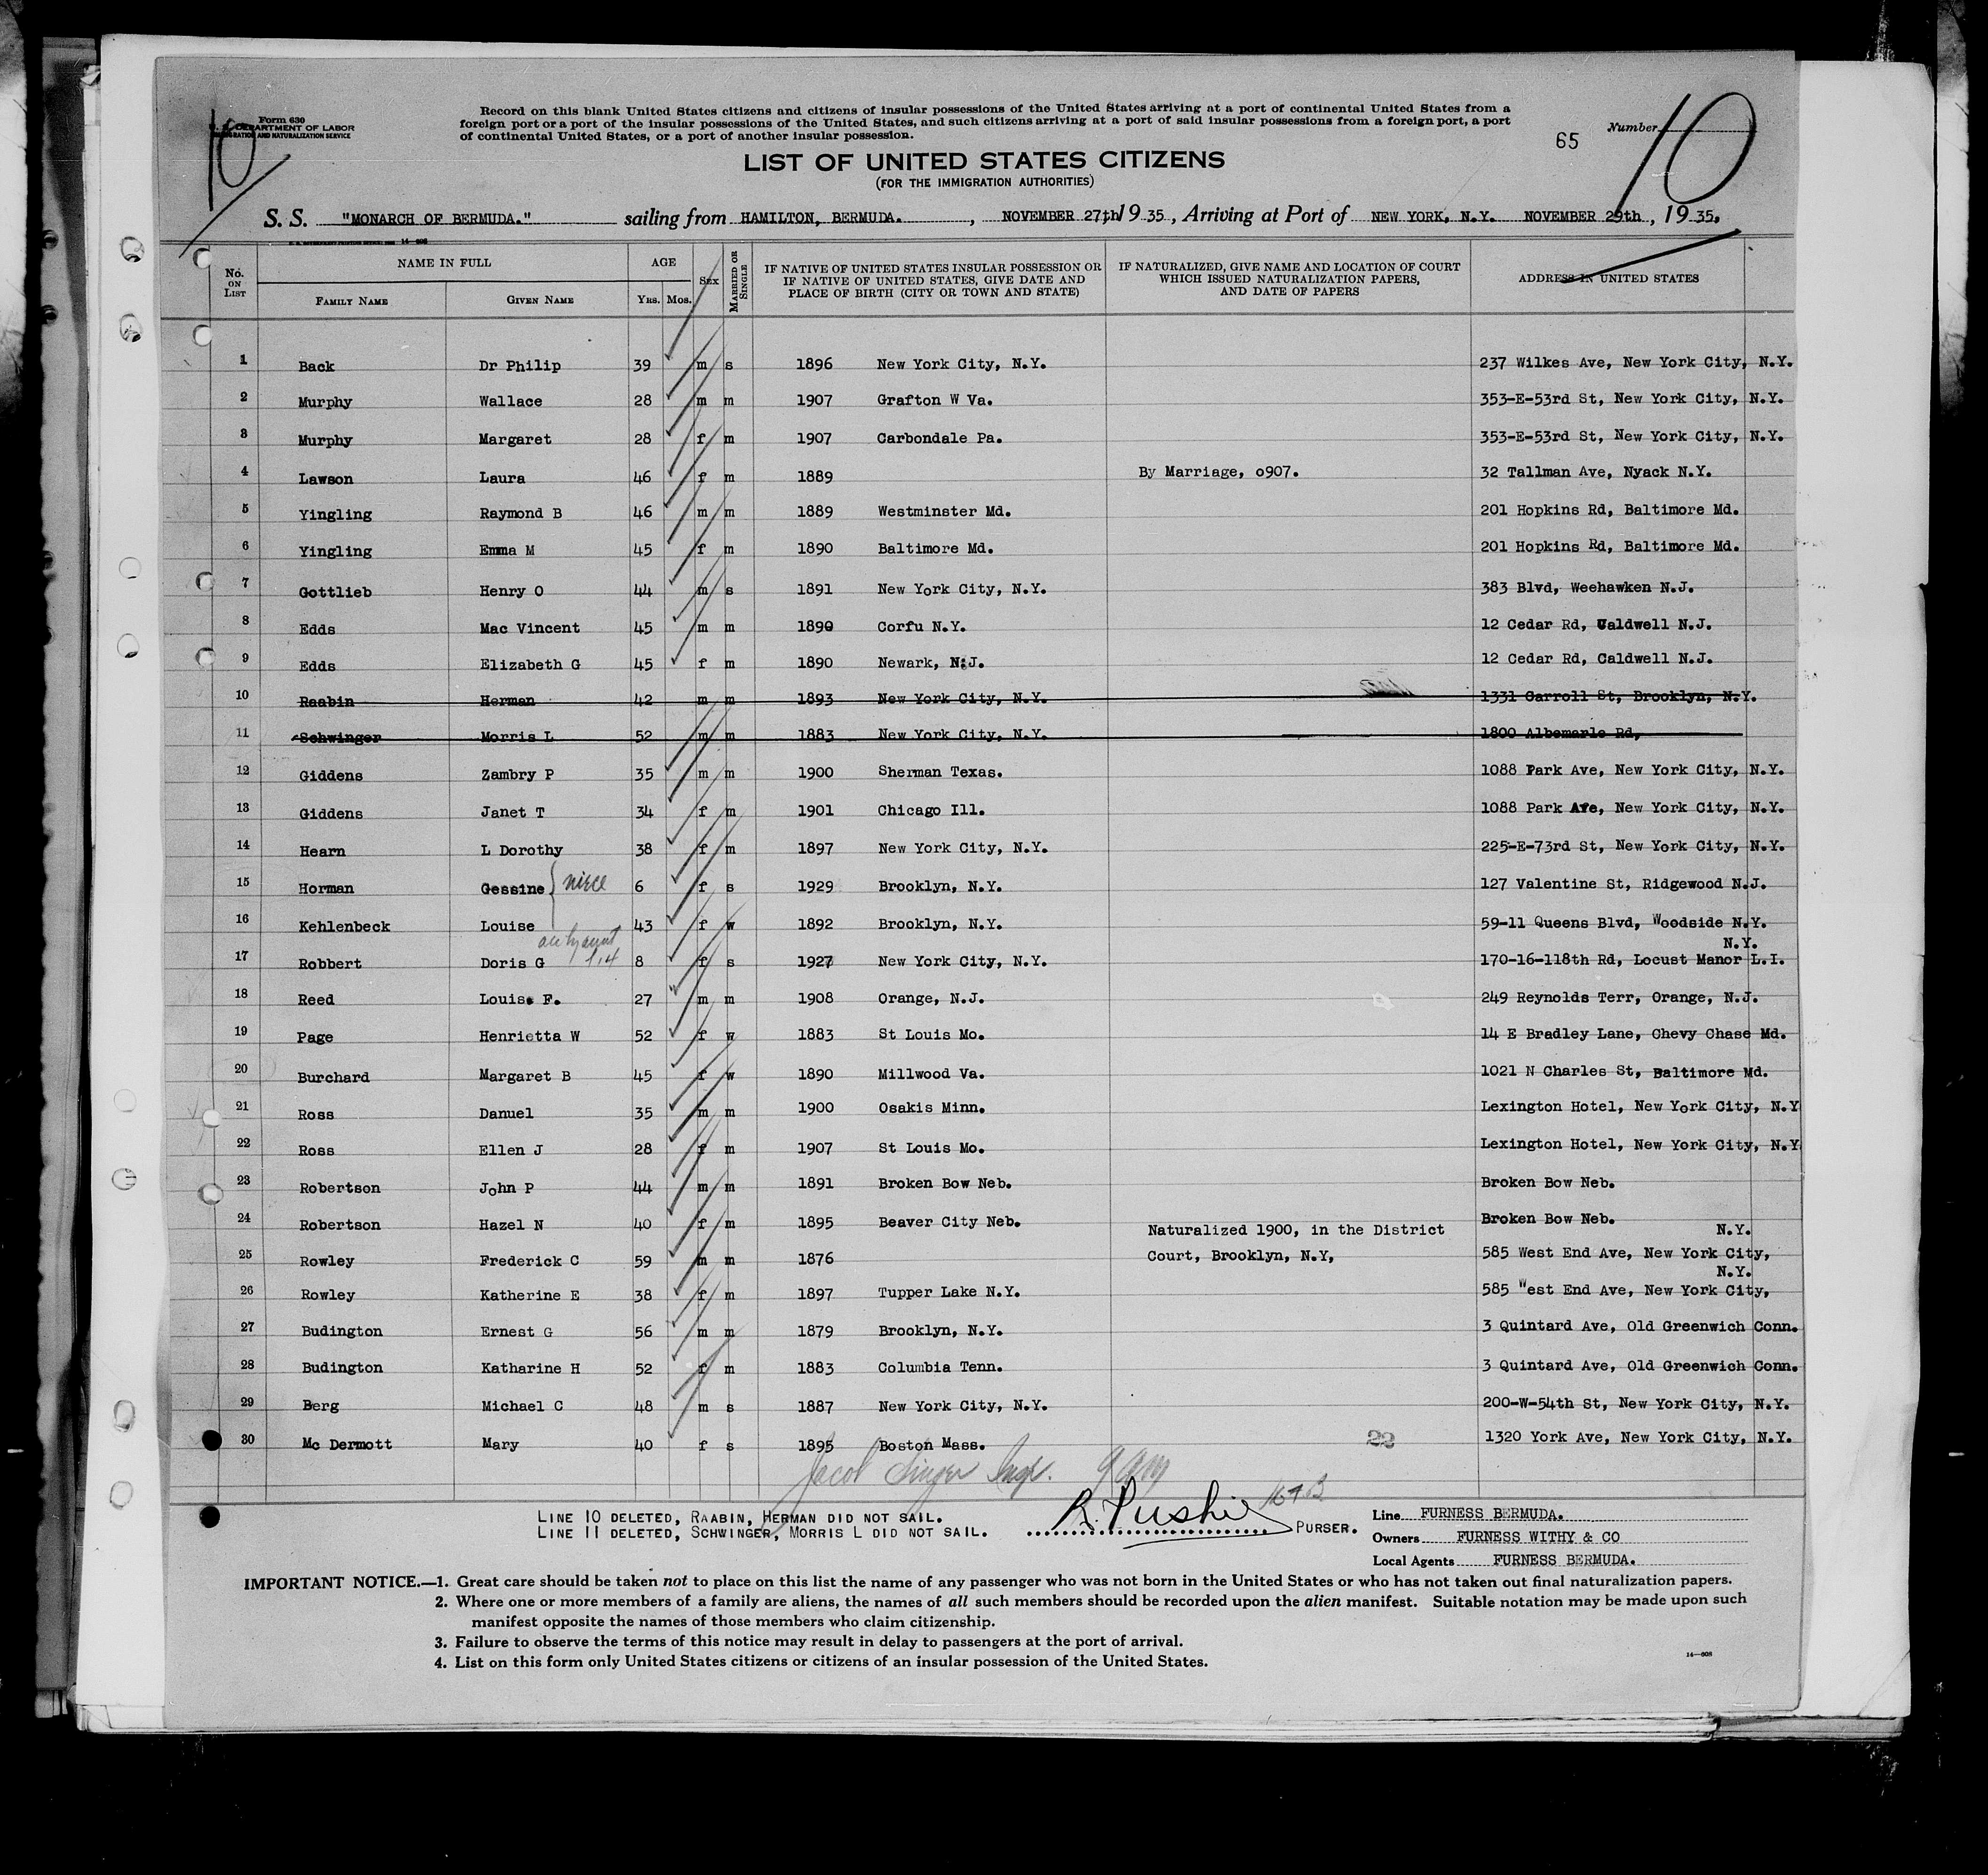 Form 630
U. S. DEPARTMENT OF LABOR
IMMIGRATION AND NATURALIZATION SERVICE
10
Record on this blank United States citizens and citizens of insular possessions of the United States arriving at a port of continental United States from a
foreign port or a port of the insular possessions of the United States, and such citizens arriving at a port of said insular possessions from a foreign port, a port
of continental United States, or a port of another insular possession.
65 Number 10
LIST OF UNITED STATES CITIZENS
(FOR THE IMMIGRATION AUTHORITIES)
S. S. "MONARCH OF BERMUDA." sailing from HAMILTON, BERMUDA. , NOVEMBER 27th 19 35 , Arriving at Port of NEW YORK, N.Y. NOVEMBER 29th , 19 35.
No. ON LIST NAME IN FULL FAMILY NAME GIVEN NAME AGE YRS. MOS. SEX MARRIED OR SINGLE IF NATIVE OF UNITED STATES INSULAR POSSESSION OR IF NATIVE OF UNITED STATES, GIVE DATE AND PLACE OF BIRTH (CITY OR TOWN AND STATE) IF NATURALIZED, GIVE NAME AND LOCATION OF COURT WHICH ISSUED NATURALIZATION PAPERS, AND DATE OF PAPERS ADDRESS IN UNITED STATES
1 Back Dr Philip 39 m s 1896 New York City, N.Y. 237 Wilkes Ave, New York City, N.Y.
2 Murphy Wallace 28 m m 1907 Grafton W Va. 353-E-53rd St, New York City, N.Y.
3 Murphy Margaret 28 f m 1907 Carbondale Pa. 353-E-53rd St, New York City, N.Y.
4 Lawson Laura 46 f m 1889 By Marriage, o907. 32 Tallman Ave, Nyack N.Y.
5 Yingling Raymond B 46 m m 1889 Westminster Md. 201 Hopkins Rd, Baltimore Md.
6 Yingling Emma M 45 f m 1890 Baltimore Md. 201 Hopkins Rd, Baltimore Md.
7 Gottlieb Henry O 44 m s 1891 New York City, N.Y. 383 Blvd, Weehawken N.J.
8 Edds Mac Vincent 45 m m 1890 Corfu N.Y. 12 Cedar Rd, Caldwell N.J.
9 Edds Elizabeth G 45 f m 1890 Newark, N.J. 12 Cedar Rd, Caldwell N.J.
10 Raabin Herman 42 m m 1893 New York City, N.Y. 1331 Carroll St, Brooklyn, N.Y.
11 Schwinger Morris L 52 m m 1883 New York City, N.Y. 1800 Albemarle Rd,
12 Giddens Zambry P 35 m m 1900 Sherman Texas. 1088 Park Ave, New York City, N.Y.
13 Giddens Janet T 34 f m 1901 Chicago Ill. 1088 Park Ave, New York City, N.Y.
14 Hearn L Dorothy 38 f m 1897 New York City, N.Y. 225-E-73rd St, New York City, N.Y.
15 Horman Gessine niece 6 f s 1929 Brooklyn, N.Y. 127 Valentine St, Ridgewood N.J.
16 Kehlenbeck Louise 43 f w 1892 Brooklyn, N.Y. 59-11 Queens Blvd, Woodside N.Y.
N.Y.
17 Robbert Doris G 8 f s 1927 New York City, N.Y. 170-16-118th Rd, Locust Manor L.I.
18 Reed Louise F. 27 m m 1908 Orange, N.J. 249 Reynolds Terr, Orange, N.J.
19 Page Henrietta W 52 f w 1883 St Louis Mo. 14 E Bradley Lane, Chevy Chase Md.
20 Burchard Margaret B 45 f w 1890 Millwood Va. 1021 N Charles St, Baltimore Md.
21 Ross Danuel 35 m m 1900 Osakis Minn. Lexington Hotel, New York City, N.Y
22 Ross Ellen J 28 f m 1907 St Louis Mo. Lexington Hotel, New York City, N.Y
23 Robertson John P 44 m m 1891 Broken Bow Neb. Broken Bow Neb.
24 Robertson Hazel N 40 f m 1895 Beaver City Neb. Broken Bow Neb.
Naturalized 1900, in the District N.Y.
25 Rowley Frederick C 59 m m 1876 Court, Brooklyn, N.Y, 585 West End Ave, New York City,
N.Y.
26 Rowley Katherine E 38 f m 1897 Tupper Lake N.Y. 585 West End Ave, New York City,
27 Budington Ernest G 56 m m 1879 Brooklyn, N.Y. 3 Quintard Ave, Old Greenwich Conn.
28 Budington Katharine H 52 f m 1883 Columbia Tenn. 3 Quintard Ave, Old Greenwich Conn.
29 Berg Michael C 48 m s 1887 New York City, N.Y. 200-W-54th St, New York City, N.Y.
30 Mc Dermott Mary 40 f s 1895 Boston Mass. 22 1320 York Ave, New York City, N.Y.
Jacob Singer Insp.
LINE 10 DELETED, RAABIN, HERMAN DID NOT SAIL.
LINE 11 DELETED, SCHWINGER, MORRIS L DID NOT SAIL.
R. Pushie PURSER.
Line FURNESS BERMUDA.
Owners FURNESS WITHY & CO
Local Agents FURNESS BERMUDA.
IMPORTANT NOTICE.—1. Great care should be taken not to place on this list the name of any passenger who was not born in the United States or who has not taken out final naturalization papers.
2. Where one or more members of a family are aliens, the names of all such members should be recorded upon the alien manifest. Suitable notation may be made upon such
manifest opposite the names of those members who claim citizenship.
3. Failure to observe the terms of this notice may result in delay to passengers at the port of arrival.
4. List on this form only United States citizens or citizens of an insular possession of the United States.
14—608